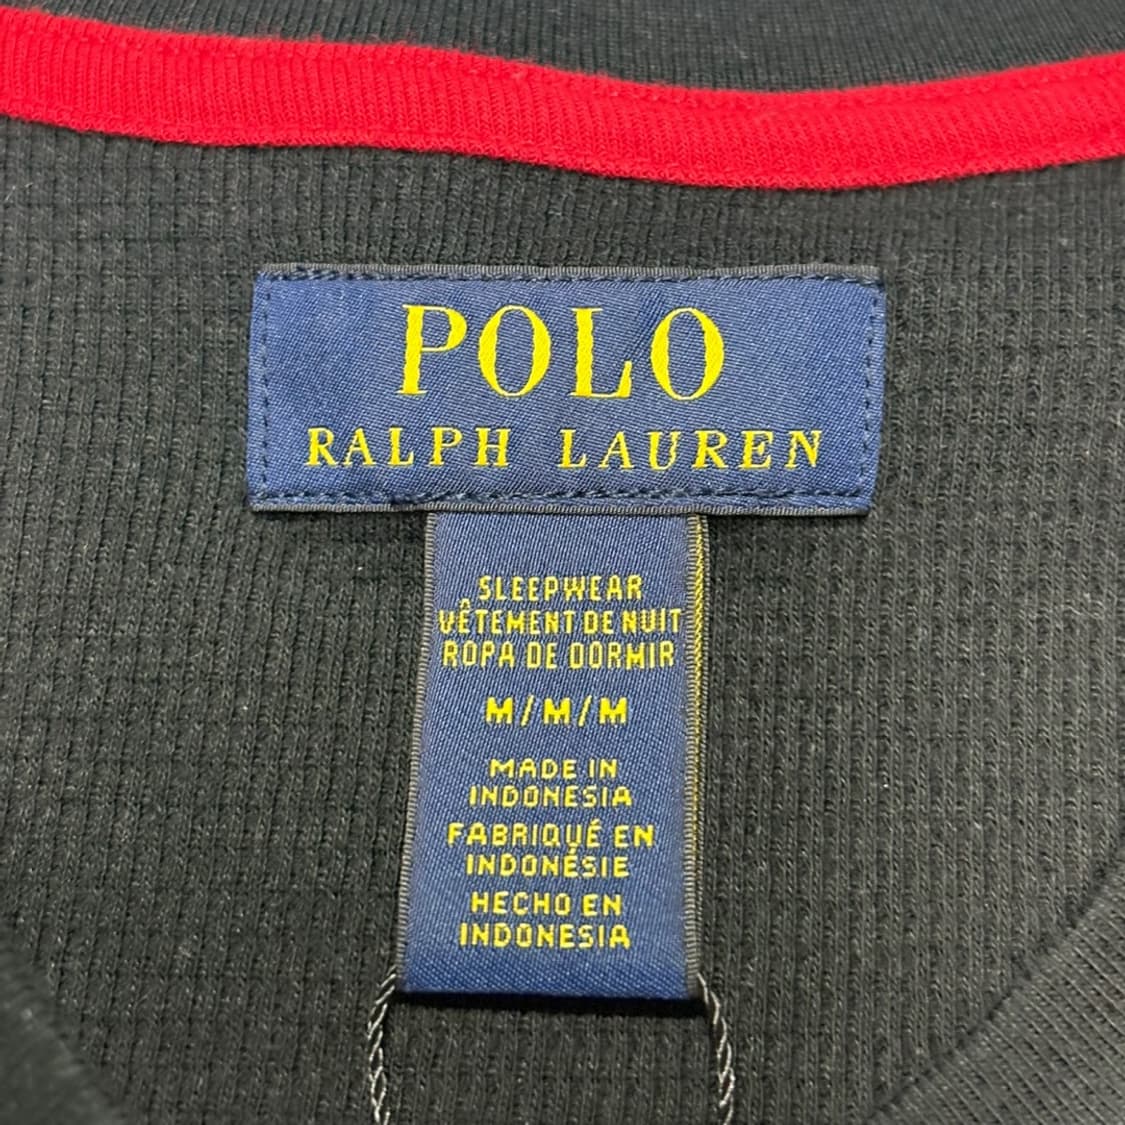 POLO
RALPH LAUREN
SLEEPWEAR
VÊTEMENT DE NUIT
ROPA DE DORMIR
M/M/M
MADE IN
INDONESIA
FABRIQUÉ EN
INDONÉSIE
HECHO EN
INDONESIA